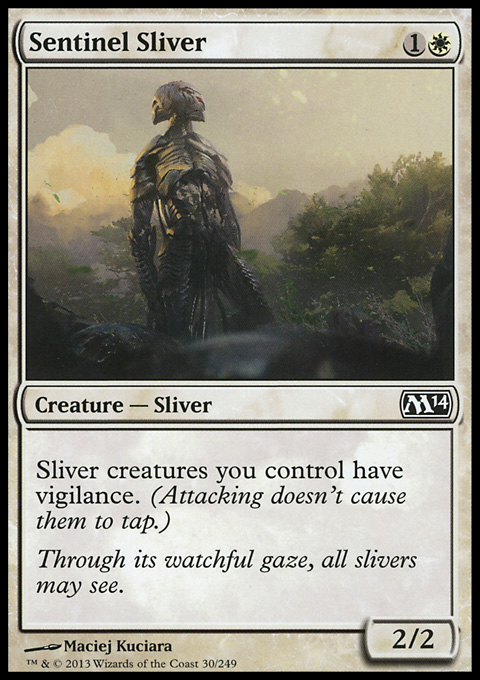 Sentinel Sliver 1
Creature — Sliver M14
Sliver creatures you control have
vigilance. (Attacking doesn't cause
them to tap.)
Through its watchful gaze, all slivers
may see.
Maciej Kuciara
2/2
™ & © 2013 Wizards of the Coast 30/249